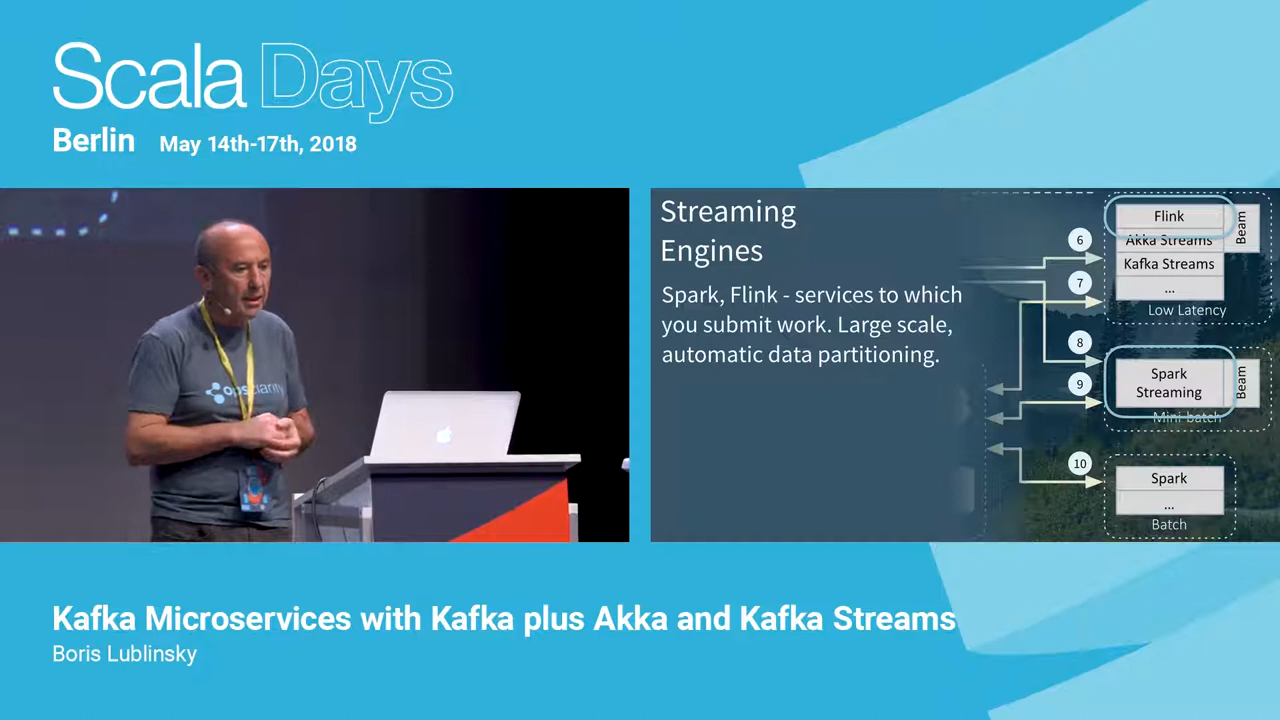 Scala Days
Berlin May 14th-17th, 2018
opsclarity
Streaming
Engines
Spark, Flink - services to which
you submit work. Large scale,
automatic data partitioning.
6
7
8
9
10
Flink
Akka Streams
Kafka Streams
...
Beam
Low Latency
Spark
Streaming
Beam
Mini-batch
Spark
...
Batch
Kafka Microservices with Kafka plus Akka and Kafka Streams
Boris Lublinsky